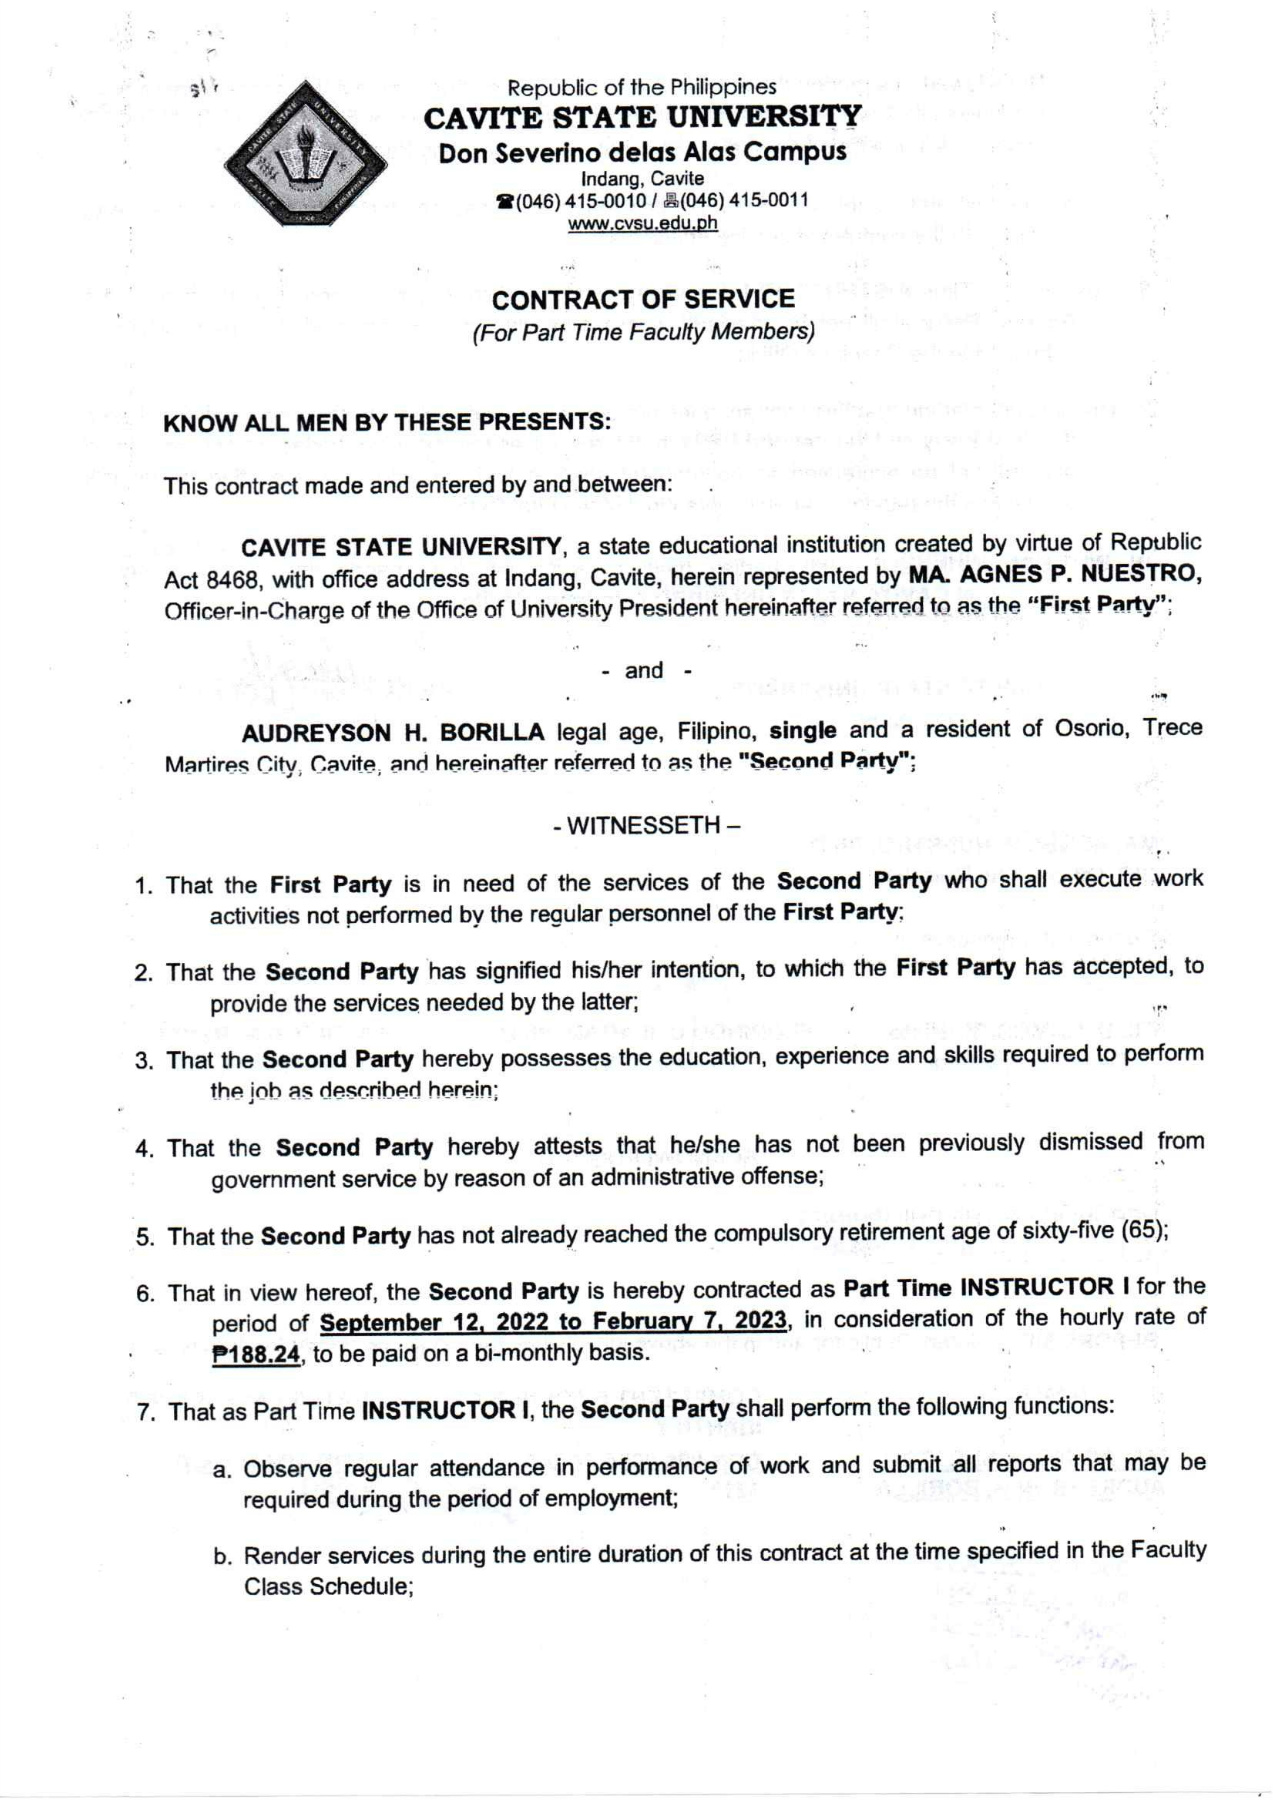 Republic of the Philippines
CAVITE STATE UNIVERSITY
Don Severino delas Alas Campus
Indang, Cavite
☎(046) 415-0010 / 📠(046) 415-0011
www.cvsu.edu.ph
CAVITE STATE UNIVERSITY
CAVITE PHILIPPINES
1906
CONTRACT OF SERVICE
(For Part Time Faculty Members)
KNOW ALL MEN BY THESE PRESENTS:
This contract made and entered by and between:
CAVITE STATE UNIVERSITY, a state educational institution created by virtue of Republic
Act 8468, with office address at Indang, Cavite, herein represented by MA. AGNES P. NUESTRO,
Officer-in-Charge of the Office of University President hereinafter referred to as the “First Party”;
- and -
AUDREYSON H. BORILLA legal age, Filipino, single and a resident of Osorio, Trece
Martires City, Cavite, and hereinafter referred to as the "Second Party";
- WITNESSETH –
1. That the First Party is in need of the services of the Second Party who shall execute work
activities not performed by the regular personnel of the First Party;
2. That the Second Party has signified his/her intention, to which the First Party has accepted, to
provide the services needed by the latter;
3. That the Second Party hereby possesses the education, experience and skills required to perform
the job as described herein;
4. That the Second Party hereby attests that he/she has not been previously dismissed from
government service by reason of an administrative offense;
5. That the Second Party has not already reached the compulsory retirement age of sixty-five (65);
6. That in view hereof, the Second Party is hereby contracted as Part Time INSTRUCTOR I for the
period of September 12, 2022 to February 7, 2023, in consideration of the hourly rate of
₱188.24, to be paid on a bi-monthly basis.
7. That as Part Time INSTRUCTOR I, the Second Party shall perform the following functions:
a. Observe regular attendance in performance of work and submit all reports that may be
required during the period of employment;
b. Render services during the entire duration of this contract at the time specified in the Faculty
Class Schedule;